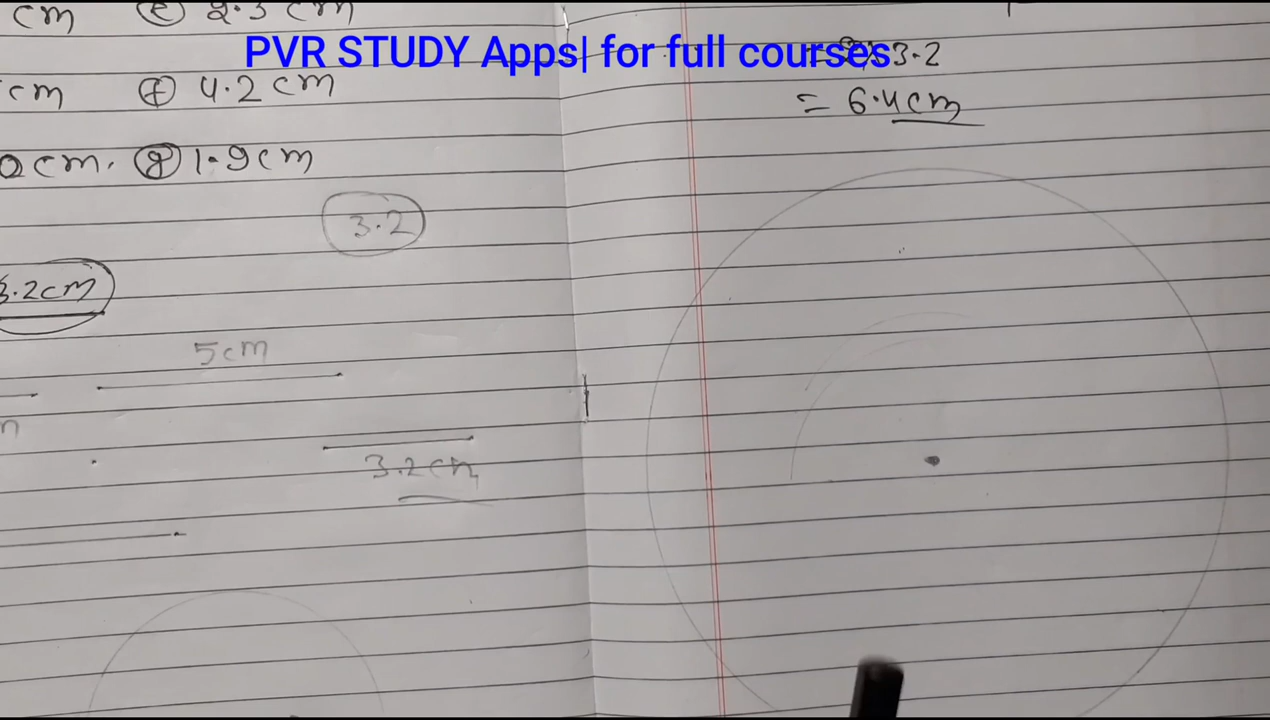 cm (e) 2.3 cm
PVR STUDY Apps| for full courses
3.2
cm (f) 4.2 cm
= 6.4cm
0cm. (g) 1.9cm
3.2
3.2cm
5cm
3.2cm